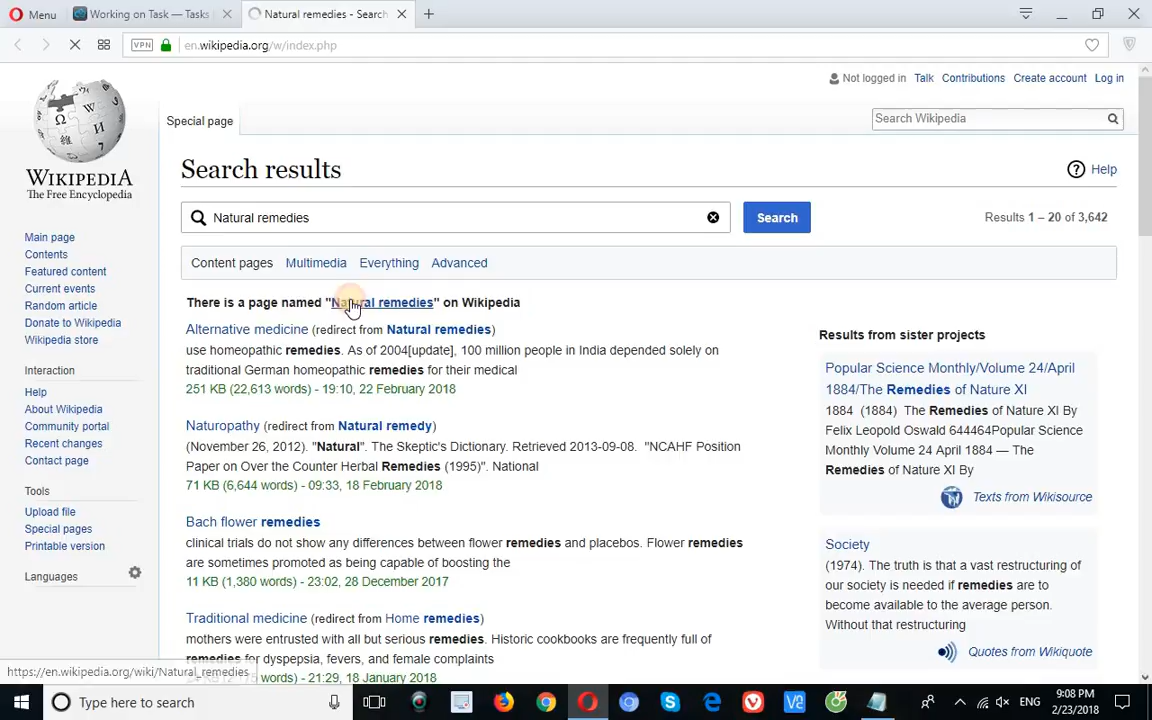 Menu
Working on Task — Tasks
Natural remedies - Search
VPN
en.wikipedia.org/w/index.php
Not logged in Talk Contributions Create account Log in
Special page
Search Wikipedia
WIKIPEDIA
The Free Encyclopedia
Main page
Contents
Featured content
Current events
Random article
Donate to Wikipedia
Wikipedia store
Interaction
Help
About Wikipedia
Community portal
Recent changes
Contact page
Tools
Upload file
Special pages
Printable version
Languages
Search results
Help
Natural remedies
Search
Results 1 – 20 of 3,642
Content pages Multimedia Everything Advanced
There is a page named "Natural remedies" on Wikipedia
Alternative medicine (redirect from Natural remedies)
use homeopathic remedies. As of 2004[update], 100 million people in India depended solely on
traditional German homeopathic remedies for their medical
251 KB (22,613 words) - 19:10, 22 February 2018
Naturopathy (redirect from Natural remedy)
(November 26, 2012). "Natural". The Skeptic's Dictionary. Retrieved 2013-09-08. "NCAHF Position
Paper on Over the Counter Herbal Remedies (1995)". National
71 KB (6,644 words) - 09:33, 18 February 2018
Bach flower remedies
clinical trials do not show any differences between flower remedies and placebos. Flower remedies
are sometimes promoted as being capable of boosting the
11 KB (1,380 words) - 23:02, 28 December 2017
Traditional medicine (redirect from Home remedies)
mothers were entrusted with all but serious remedies. Historic cookbooks are frequently full of
remedies for dyspepsia, fevers, and female complaints
words) - 21:29, 18 January 2018
Results from sister projects
Popular Science Monthly/Volume 24/April
1884/The Remedies of Nature XI
1884 (1884) The Remedies of Nature XI By
Felix Leopold Oswald 644464Popular Science
Monthly Volume 24 April 1884 — The
Remedies of Nature XI By
Texts from Wikisource
Society
(1974). The truth is that a vast restructuring of
our society is needed if remedies are to
become available to the average person.
Without that restructuring
Quotes from Wikiquote
https://en.wikipedia.org/wiki/Natural_remedies
Type here to search
ENG
9:08 PM
2/23/2018